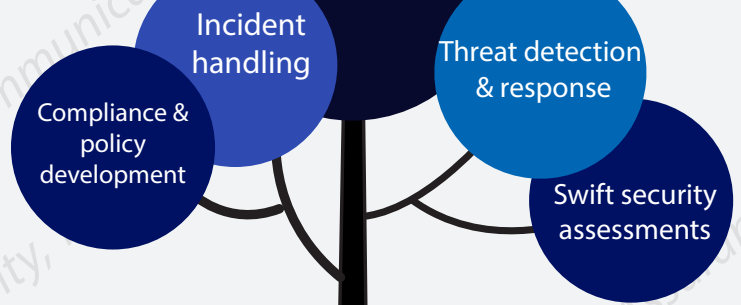 Incident
handling
Threat detection
& response
Compliance &
policy
development
Swift security
assessments